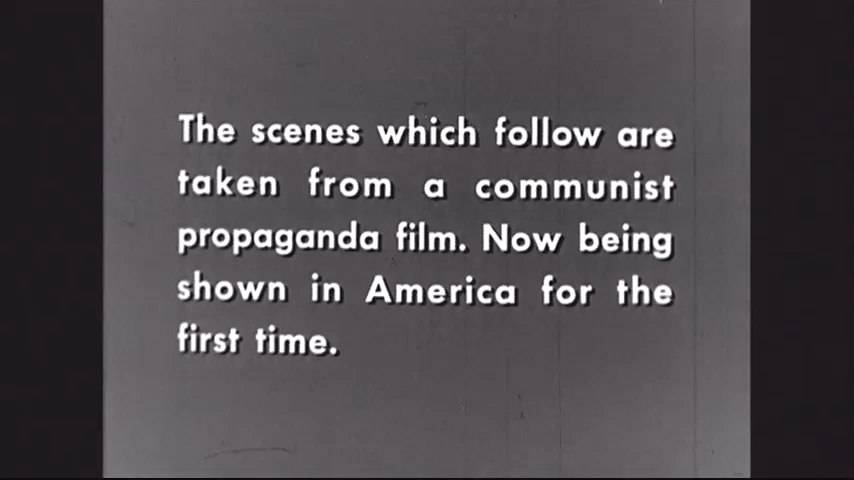 The scenes which follow are
taken from a communist
propaganda film. Now being
shown in America for the
first time.